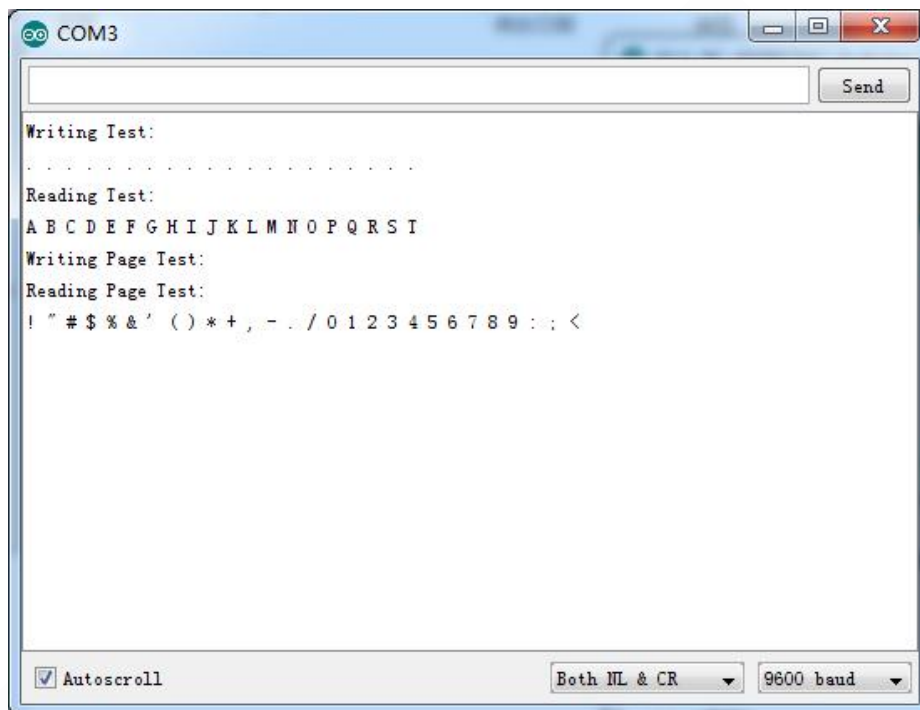 COM3
Send
Writing Test:
. . . . . . . . . . . . . . . . . . . .
Reading Test:
A B C D E F G H I J K L M N O P Q R S T
Writing Page Test:
Reading Page Test:
! " # $ % & ' ( ) * + , - . / 0 1 2 3 4 5 6 7 8 9 : ; <
Autoscroll
Both NL & CR
9600 baud